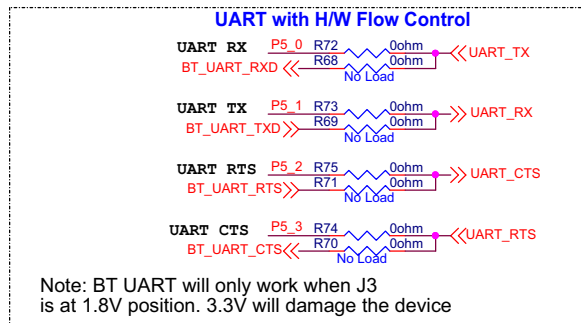 UART with H/W Flow Control
UART RX P5_0 R72 0ohm UART_TX
BT_UART_RXD R68 0ohm
No Load
UART TX P5_1 R73 0ohm UART_RX
BT_UART_TXD R69 0ohm
No Load
UART RTS P5_2 R75 0ohm UART_CTS
BT_UART_RTS R71 0ohm
No Load
UART CTS P5_3 R74 0ohm UART_RTS
BT_UART_CTS R70 0ohm
No Load
Note: BT UART will only work when J3
is at 1.8V position. 3.3V will damage the device